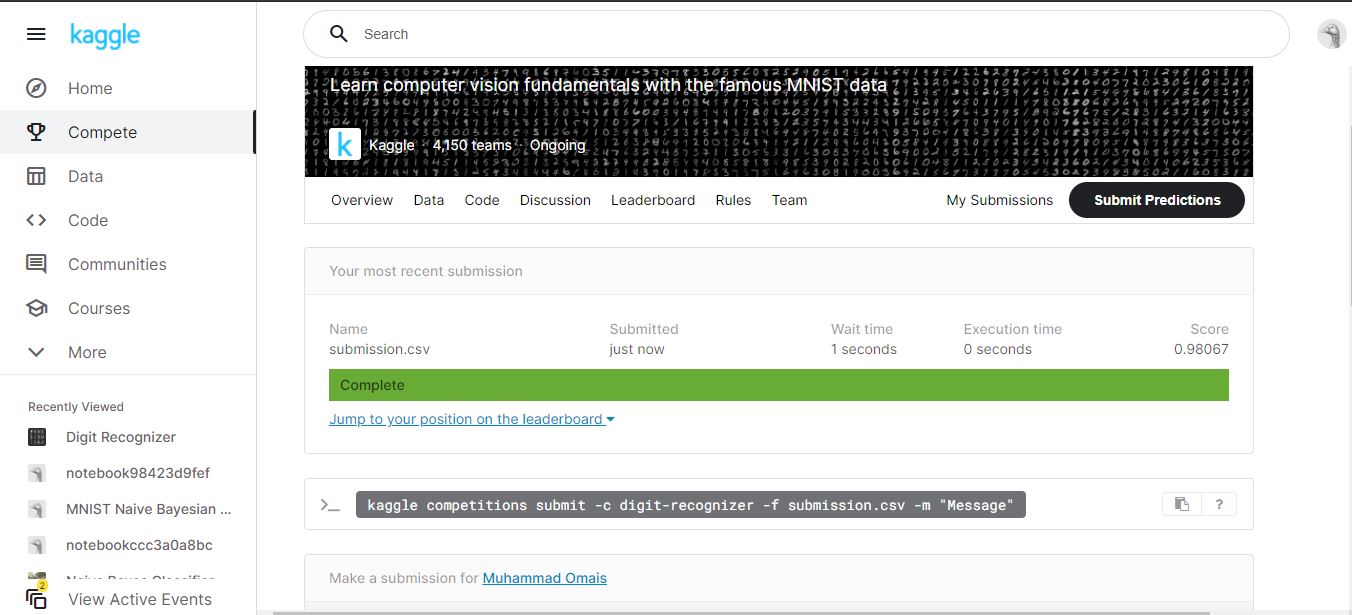 kaggle
Search
Home
Compete
Data
Code
Communities
Courses
More
Recently Viewed
Digit Recognizer
notebook98423d9fef
MNIST Naive Bayesian ...
notebookccc3a0a8bc
Naive Bayes Classifier
2
View Active Events
Learn computer vision fundamentals with the famous MNIST data
k
Kaggle · 4,150 teams · Ongoing
Overview Data Code Discussion Leaderboard Rules Team My Submissions Submit Predictions
Your most recent submission
Name Submitted Wait time Execution time Score
submission.csv just now 1 seconds 0 seconds 0.98067
Complete
Jump to your position on the leaderboard
>_ kaggle competitions submit -c digit-recognizer -f submission.csv -m "Message" ?
Make a submission for Muhammad Omais